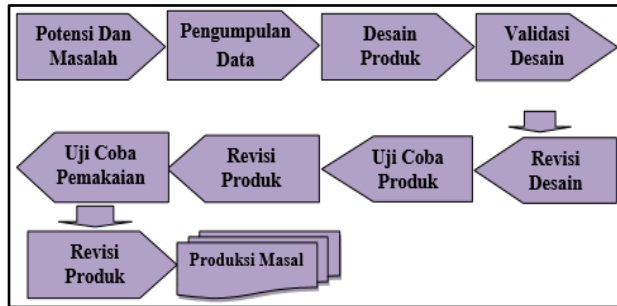 Potensi Dan
Masalah
Pengumpulan
Data
Desain
Produk
Validasi
Desain
Revisi
Desain
Uji Coba
Produk
Revisi
Produk
Uji Coba
Pemakaian
Revisi
Produk
Produksi Masal